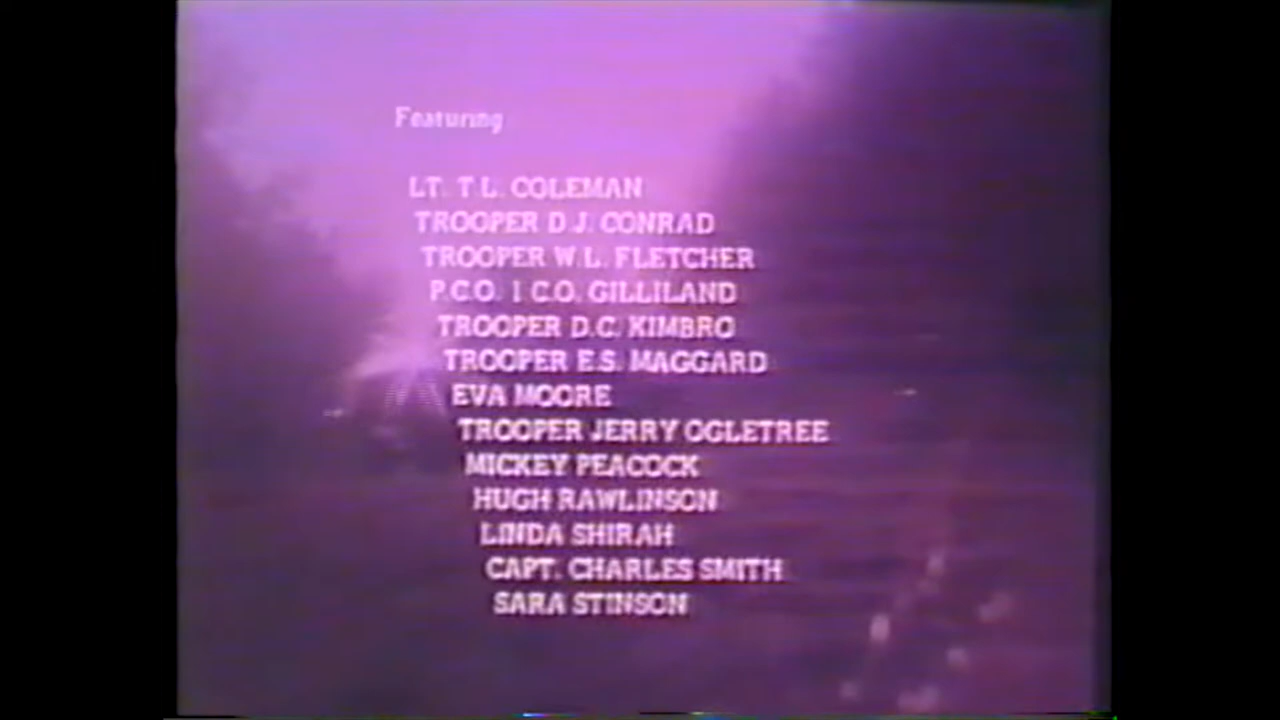 Featuring
LT. T L. COLEMAN
TROOPER D.J. CONRAD
TROOPER W.L. FLETCHER
P.C.O. I C.O. GILLILAND
TROOPER D.C. KIMBRO
TROOPER E.S. MAGGARD
EVA MOORE
TROOPER JERRY OGLETREE
MICKEY PEACOCK
HUGH RAWLINSON
LINDA SHIRAH
CAPT. CHARLES SMITH
SARA STINSON